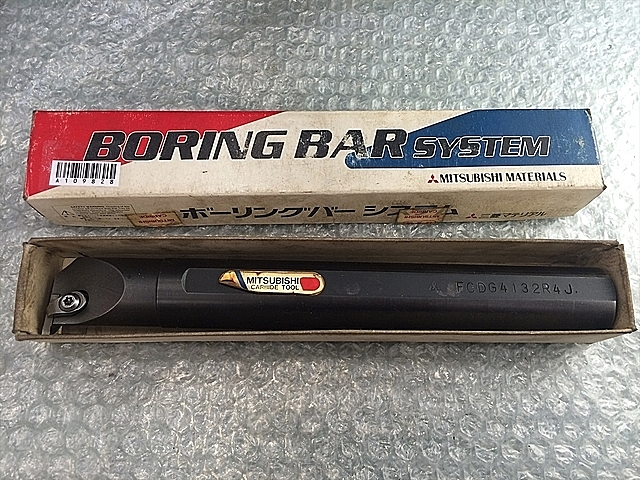 BORING BAR SYSTEM
MITSUBISHI MATERIALS
A109828
ボーリングバー システム
三菱マテリアル
MITSUBISHI
CARBIDE TOOL
FCDG4132R4J.